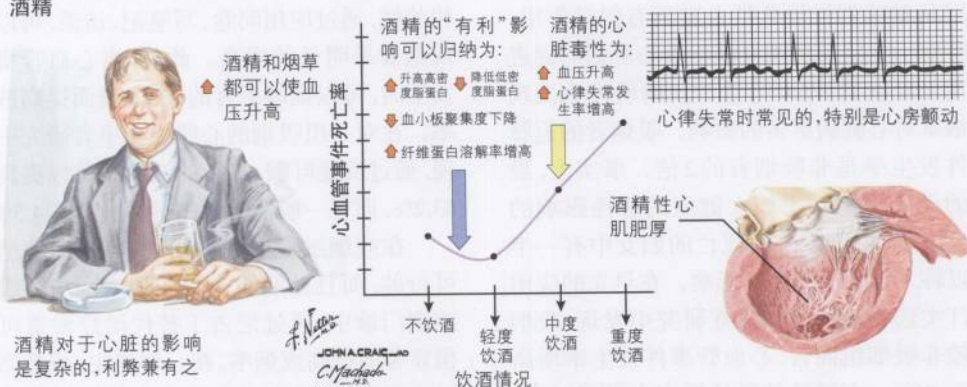 酒精
酒精和烟草
都可以使血
压升高
酒精对于心脏的影响
是复杂的,利弊兼有之
心血管事件死亡率
酒精的“有利”影
响可以归纳为:
升高高密
度脂蛋白
降低低密
度脂蛋白
血小板聚集度下降
纤维蛋白溶解率增高
酒精的心
脏毒性为:
血压升高
心律失常发
生率增高
不饮酒
轻度
饮酒
中度
饮酒
重度
饮酒
饮酒情况
F. Netter
JOHN A. CRAIG—AD
C. Machado
M.D.
心律失常时常见的,特别是心房颤动
酒精性心
肌肥厚